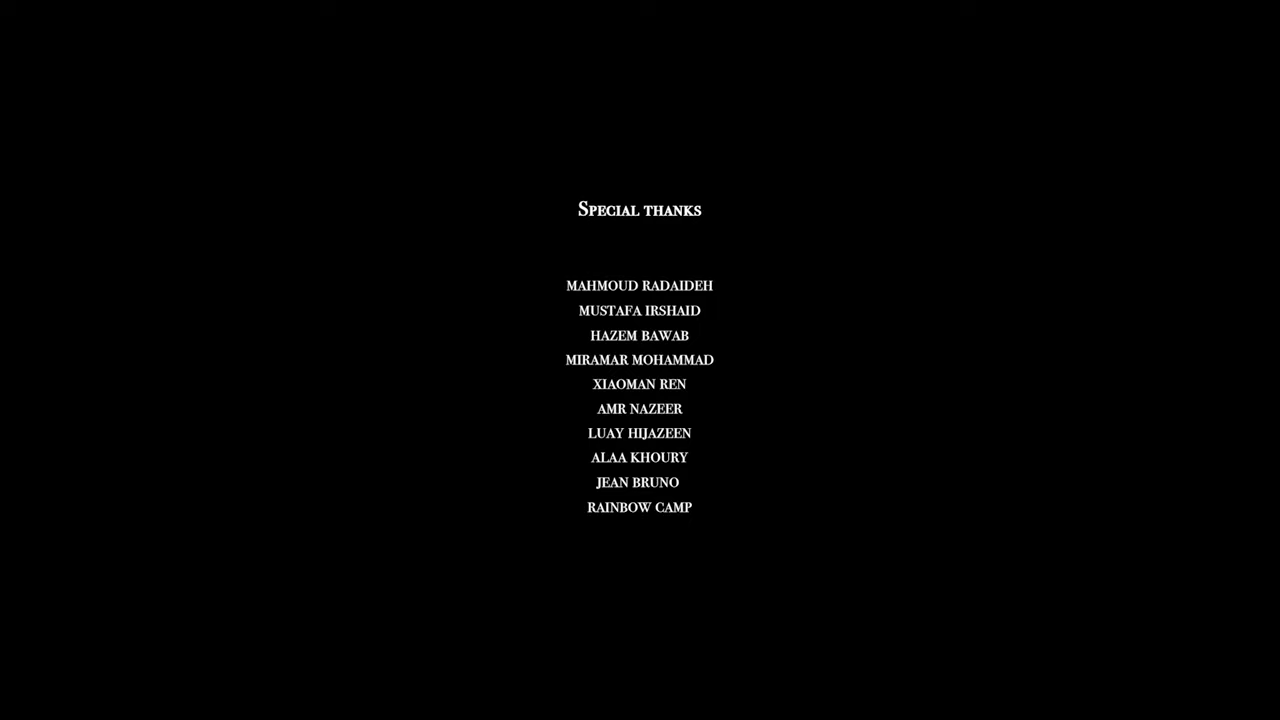 Special thanks
MAHMOUD RADAIDEH
MUSTAFA IRSHAID
HAZEM BAWAB
MIRAMAR MOHAMMAD
XIAOMAN REN
AMR NAZEER
LUAY HIJAZEEN
ALAA KHOURY
JEAN BRUNO
RAINBOW CAMP